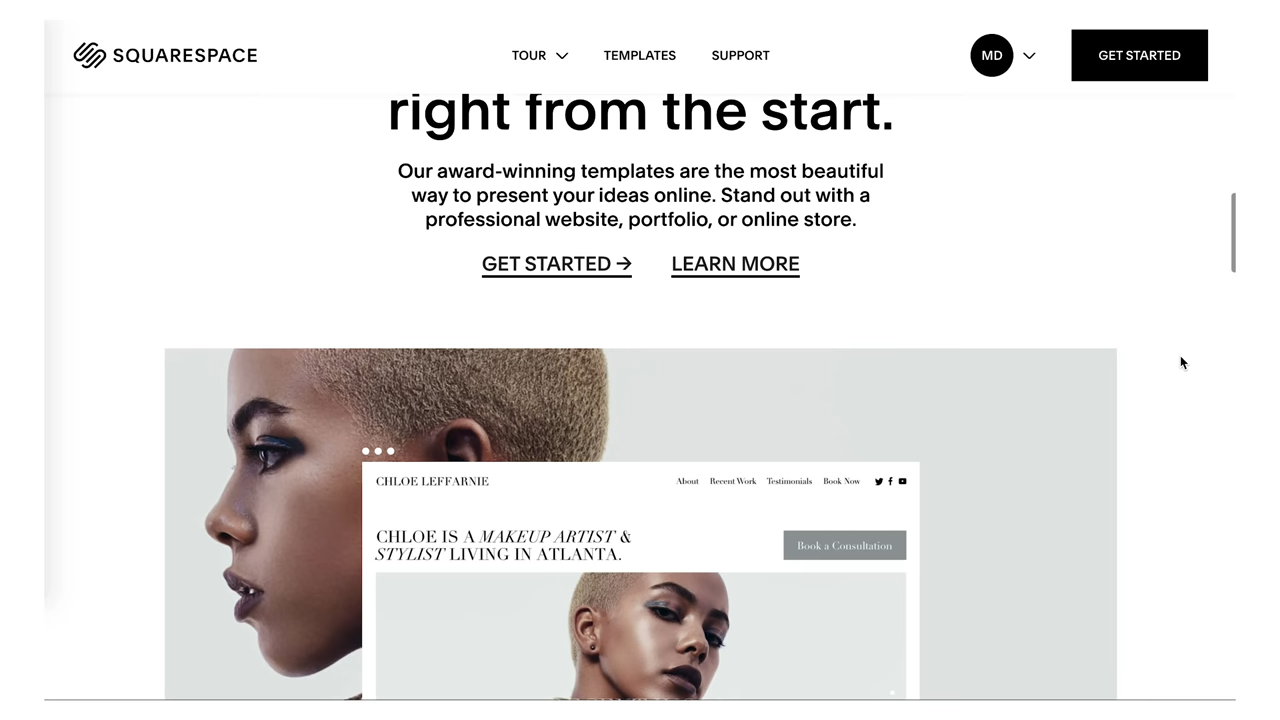 SQUARESPACE
TOUR
TEMPLATES
SUPPORT
MD
GET STARTED
right from the start.
Our award-winning templates are the most beautiful
way to present your ideas online. Stand out with a
professional website, portfolio, or online store.
GET STARTED →
LEARN MORE
CHLOE LEFFARNIE
About
Recent Work
Testimonials
Book Now
CHLOE IS A MAKEUP ARTIST &
STYLIST LIVING IN ATLANTA.
Book a Consultation